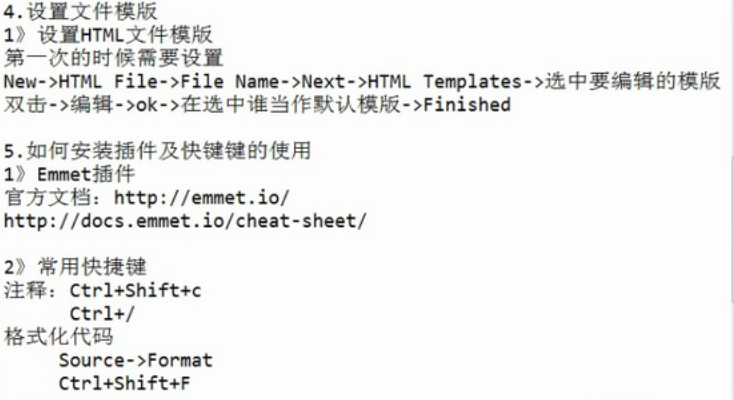 4.设置文件模版
1》设置HTML文件模版
第一次的时候需要设置
New->HTML File->File Name->Next->HTML Templates->选中要编辑的模版
双击->编辑->ok->在选中谁当作默认模版->Finished
5.如何安装插件及快键键的使用
1》Emmet插件
官方文档：http://emmet.io/
http://docs.emmet.io/cheat-sheet/
2》常用快捷键
注释：Ctrl+Shift+c
Ctrl+/
格式化代码
Source->Format
Ctrl+Shift+F